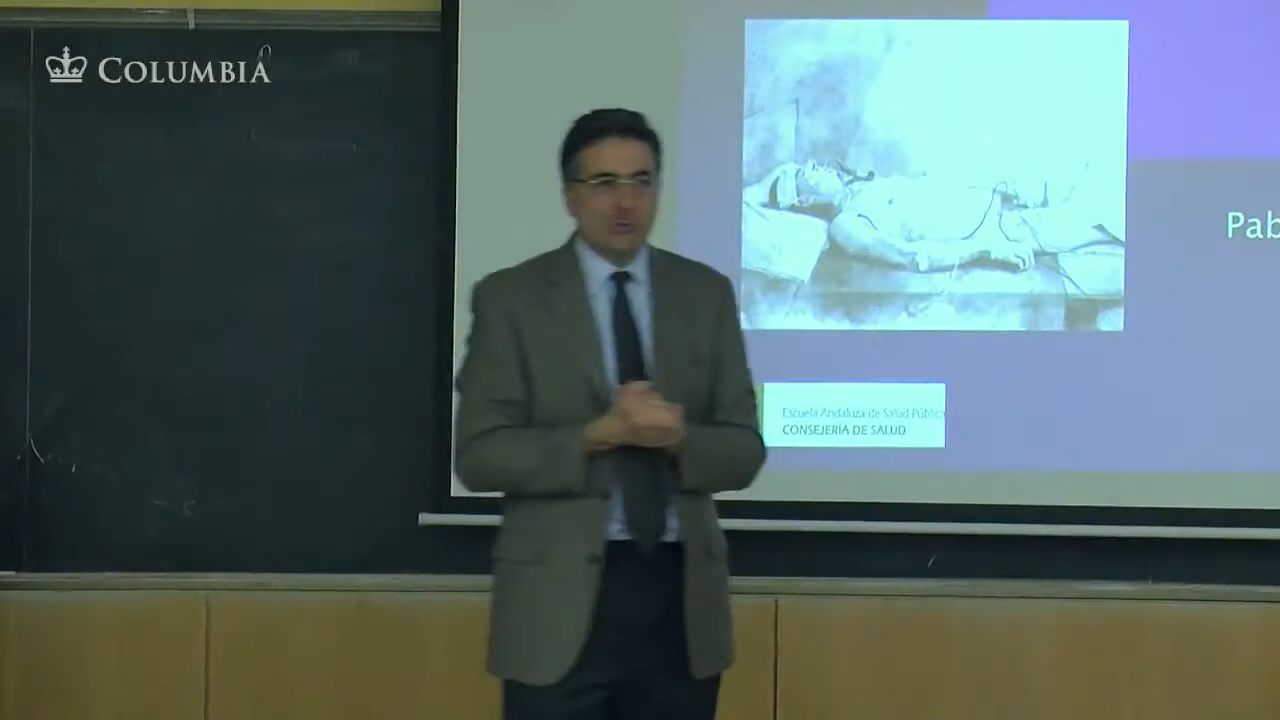 COLUMBIA
Pab
Escuela Andaluza de Salud Pública
CONSEJERÍA DE SALUD